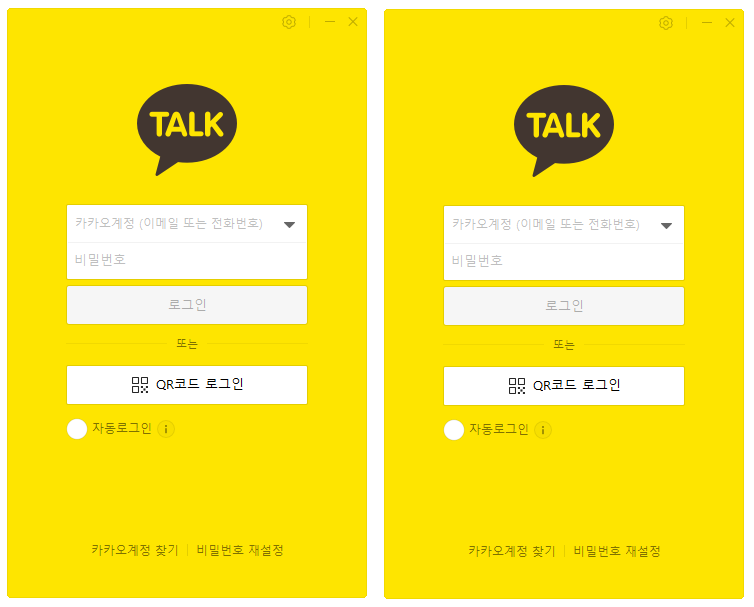 TALK
카카오계정 (이메일 또는 전화번호)
비밀번호
로그인
또는
QR코드 로그인
자동로그인
카카오계정 찾기 | 비밀번호 재설정
TALK
카카오계정 (이메일 또는 전화번호)
비밀번호
로그인
또는
QR코드 로그인
자동로그인
카카오계정 찾기 | 비밀번호 재설정